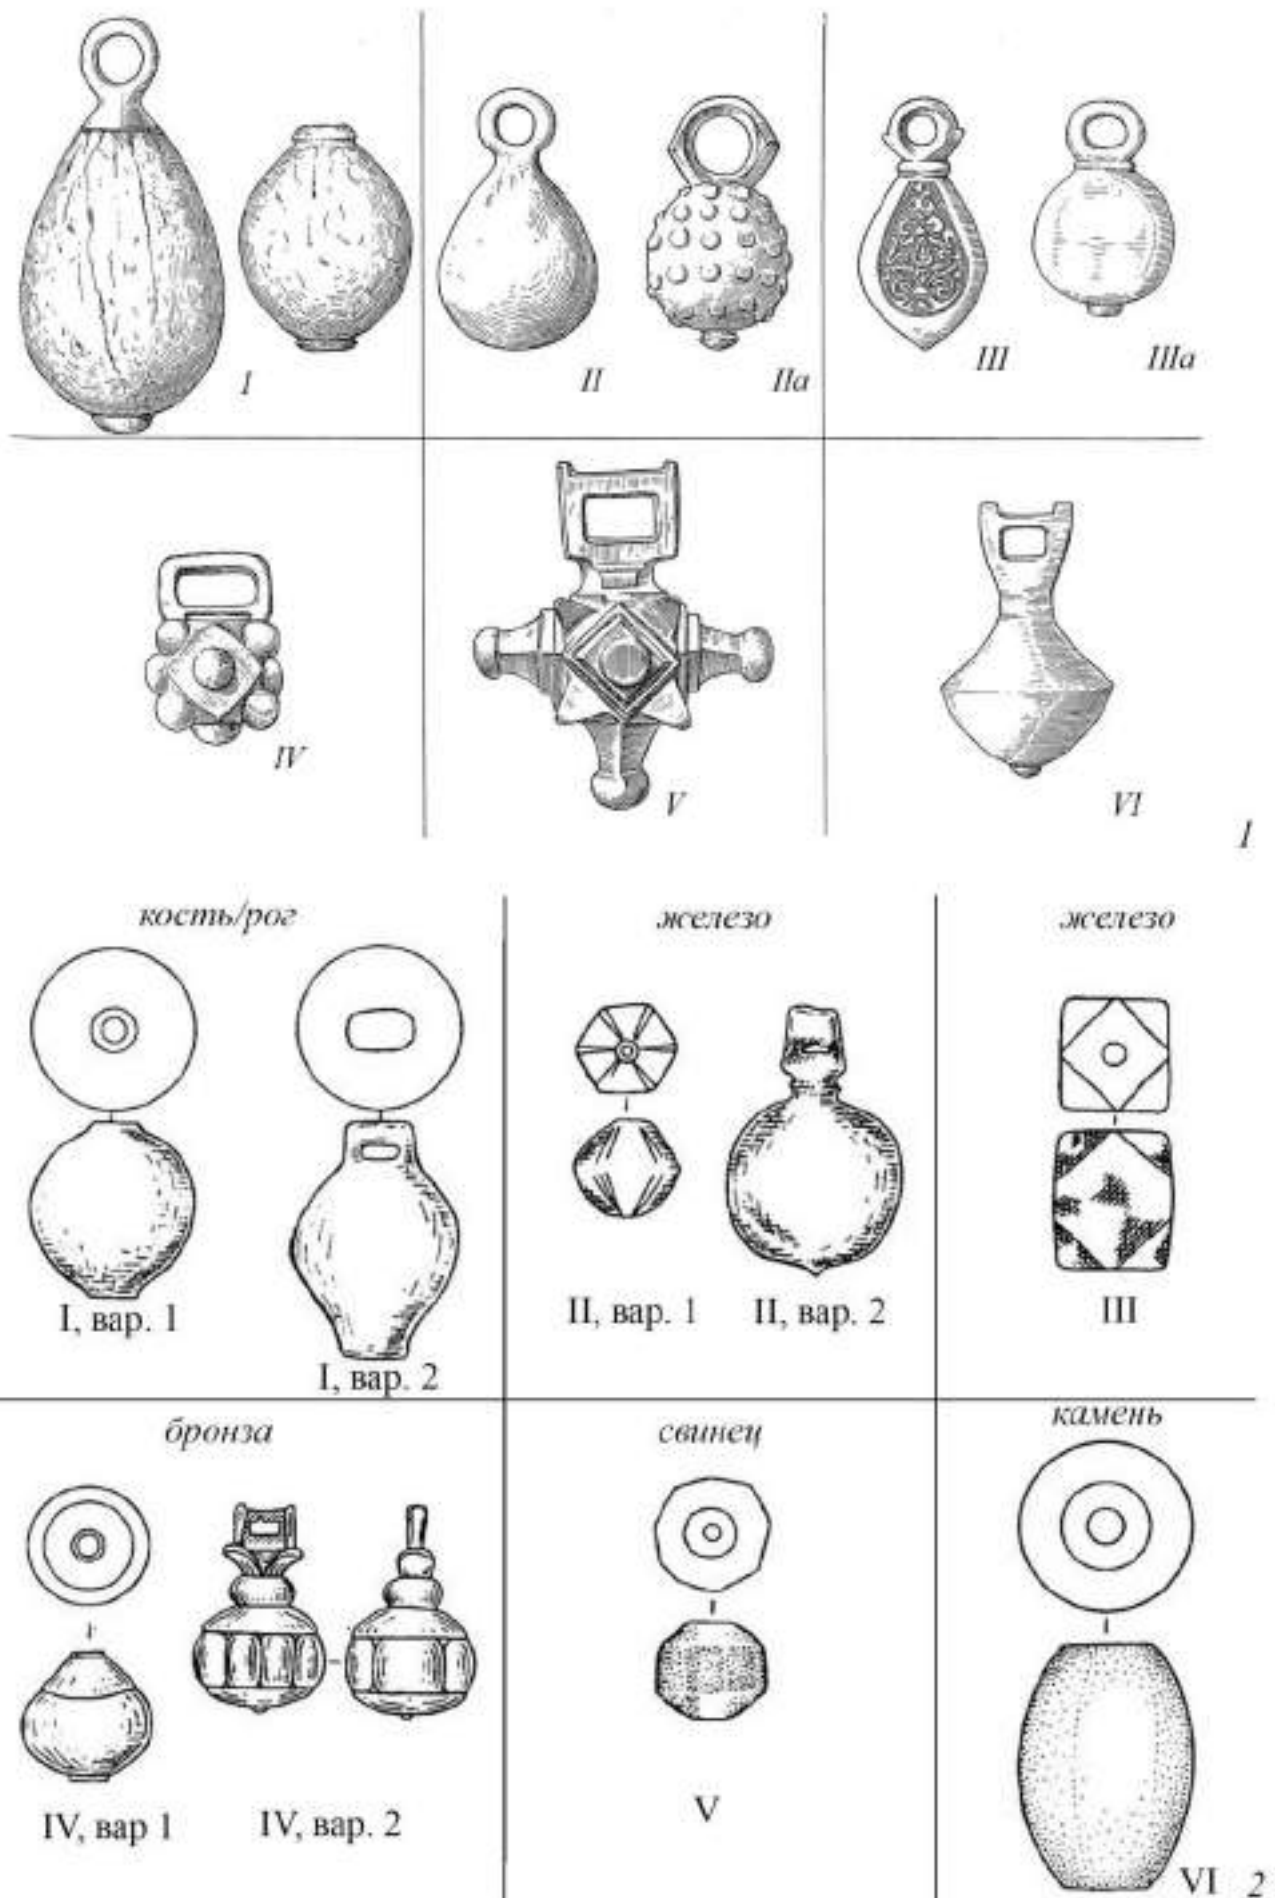 I
II
IIa
III
IIIa
IV
V
VI
1
кость/рог
железо
железо
I, вар. 1
I, вар. 2
II, вар. 1
II, вар. 2
III
бронза
свинец
камень
IV, вар 1
IV, вар. 2
V
VI
2